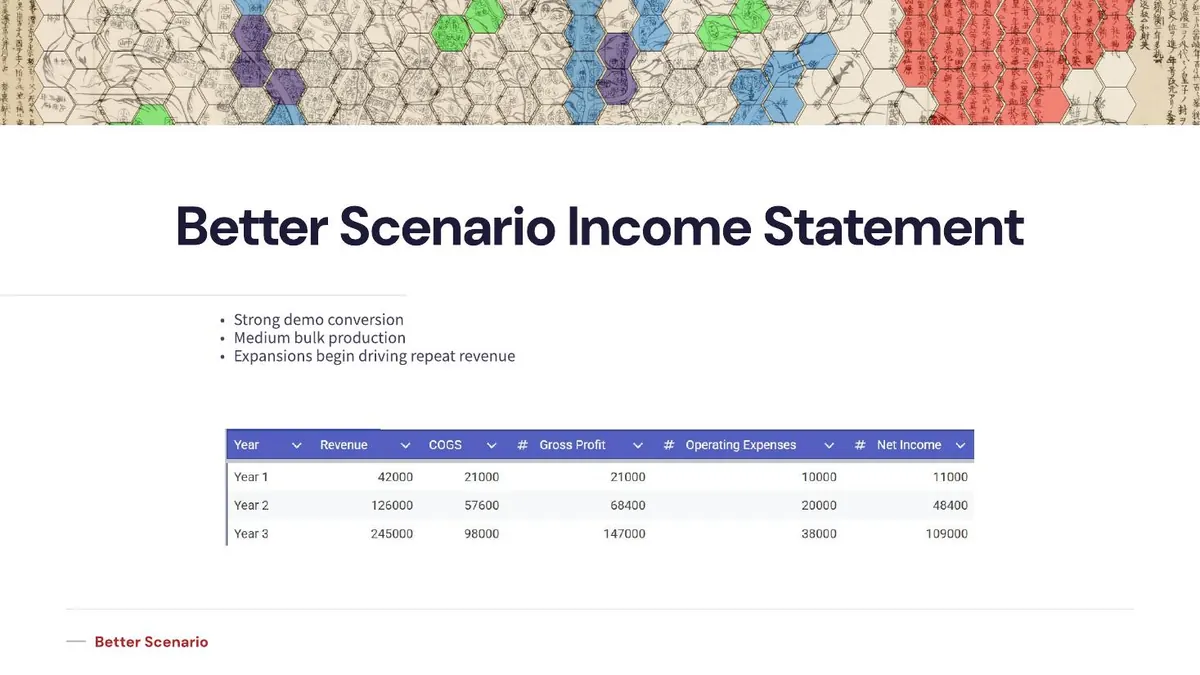 Better Scenario Income Statement
• Strong demo conversion
• Medium bulk production
• Expansions begin driving repeat revenue
Year Revenue COGS # Gross Profit # Operating Expenses # Net Income
Year 1 42000 21000 21000 10000 11000
Year 2 126000 57600 68400 20000 48400
Year 3 245000 98000 147000 38000 109000
Better Scenario